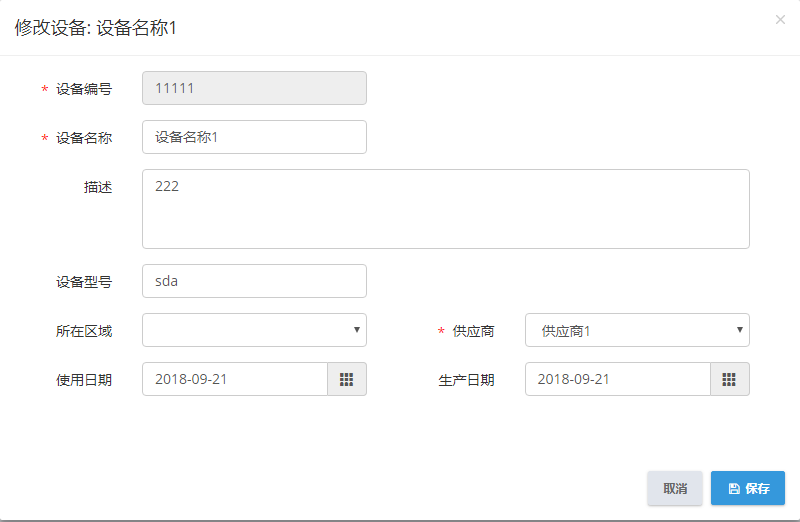 修改设备: 设备名称1
×
* 设备编号 11111
* 设备名称 设备名称1
描述 222
设备型号 sda
所在区域 * 供应商 供应商1
使用日期 2018-09-21 生产日期 2018-09-21
取消 保存